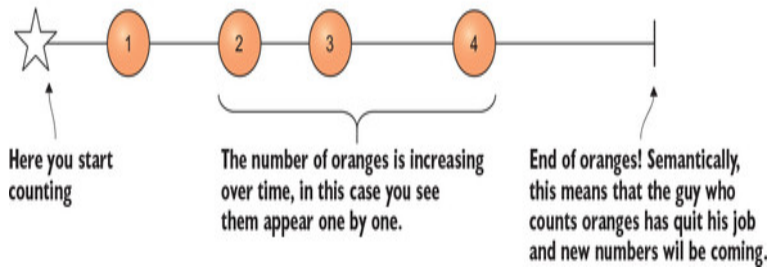 1 2 3 4
Here you start
counting
The number of oranges is increasing
over time, in this case you see
them appear one by one.
End of oranges! Semantically,
this means that the guy who
counts oranges has quit his job
and new numbers wil be coming.